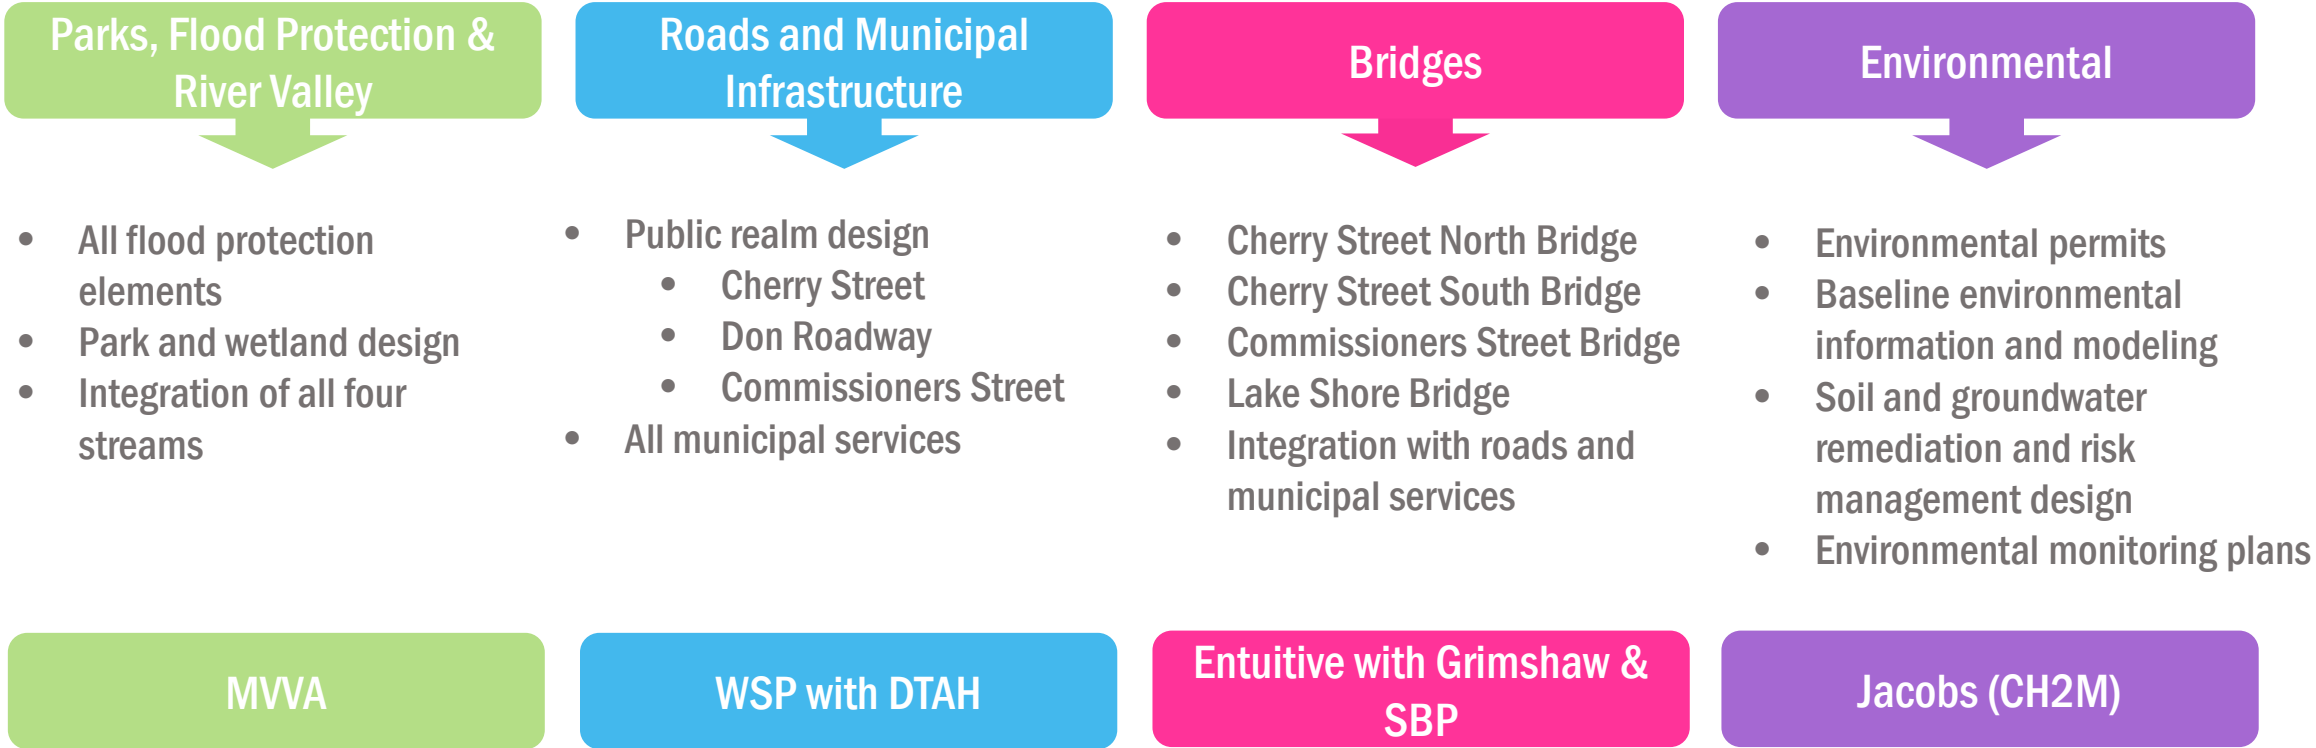 Parks, Flood Protection &
River Valley
• All flood protection
elements
• Park and wetland design
• Integration of all four
streams
MVVA
Roads and Municipal
Infrastructure
• Public realm design
• Cherry Street
• Don Roadway
• Commissioners Street
• All municipal services
WSP with DTAH
Bridges
• Cherry Street North Bridge
• Cherry Street South Bridge
• Commissioners Street Bridge
• Lake Shore Bridge
• Integration with roads and
municipal services
Entuitive with Grimshaw &
SBP
Environmental
• Environmental permits
• Baseline environmental
information and modeling
• Soil and groundwater
remediation and risk
management design
• Environmental monitoring plans
Jacobs (CH2M)